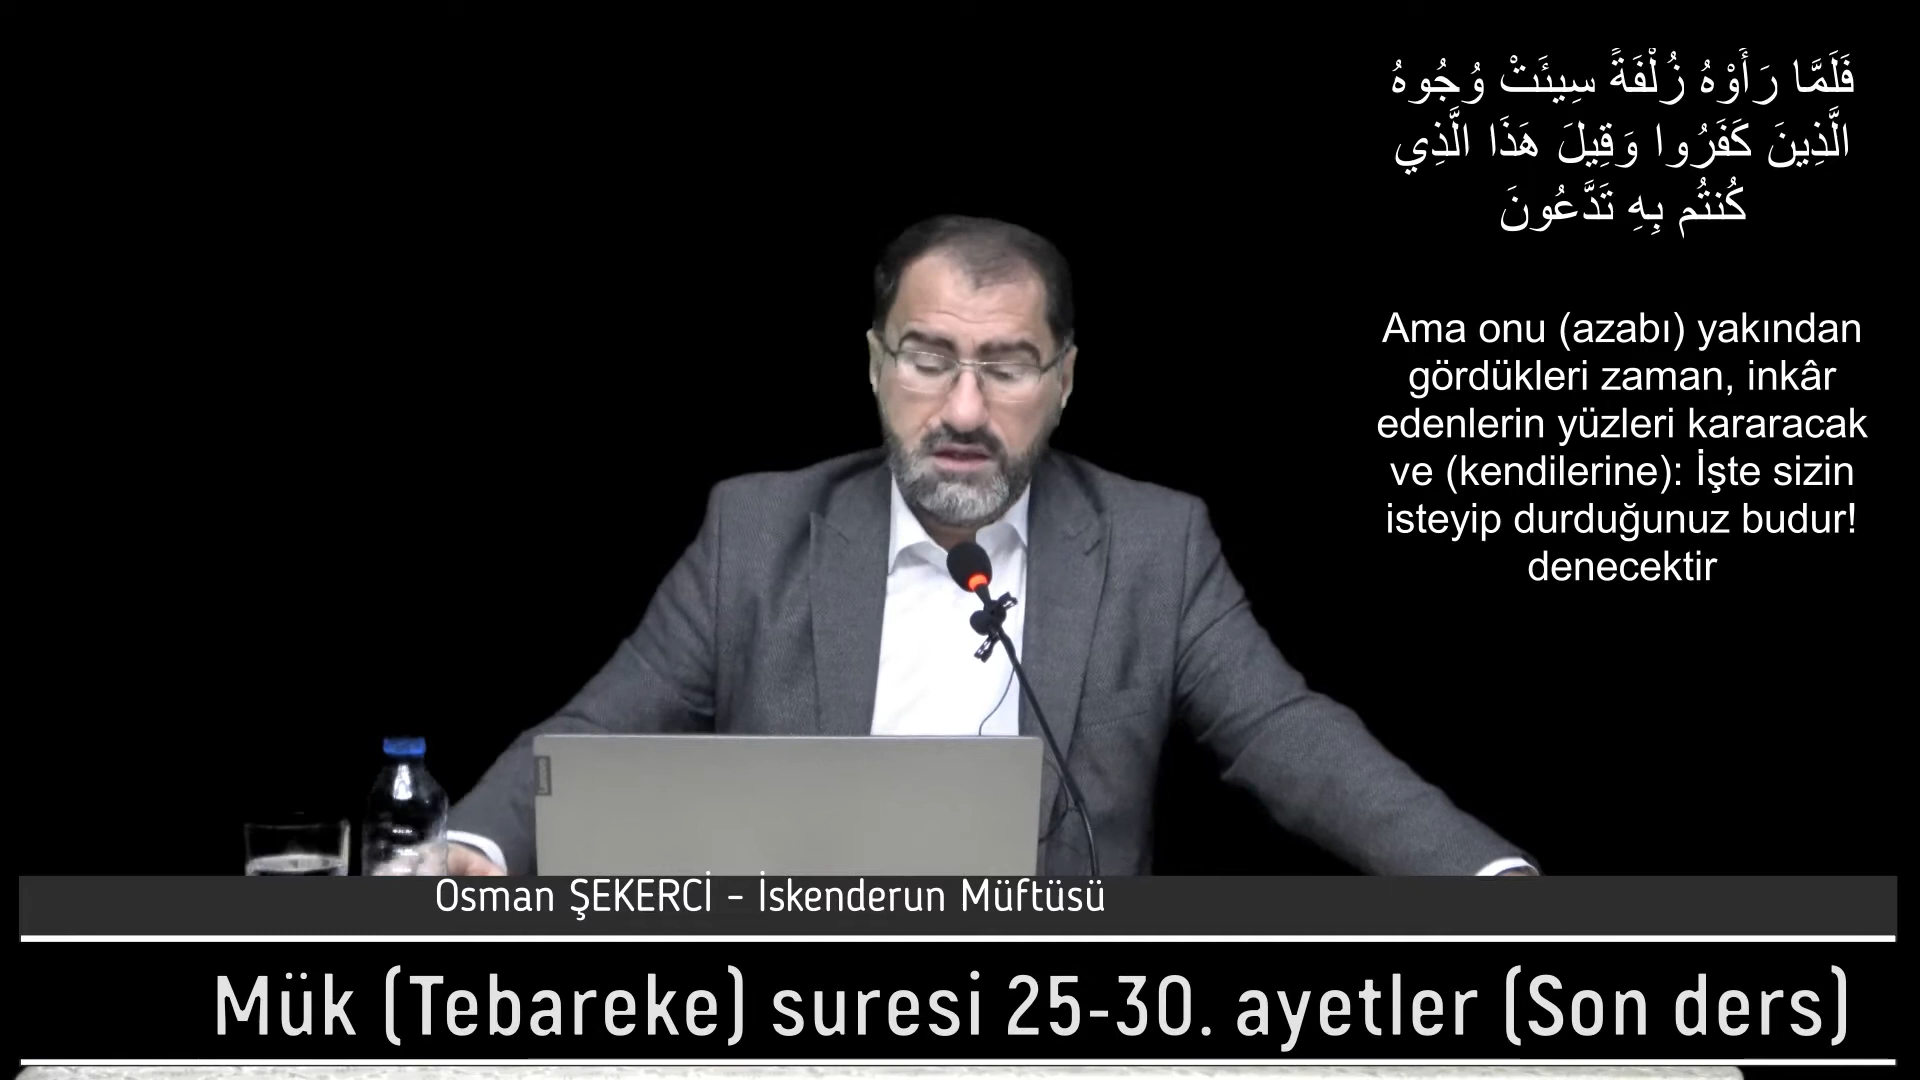 فَلَمَّا رَأَوْهُ زُلْفَةً سِيئَتْ وُجُوهُ
الَّذِينَ كَفَرُوا وَقِيلَ هَذَا الَّذِي
كُنتُم بِهِ تَدَّعُونَ
Ama onu (azabı) yakından
gördükleri zaman, inkâr
edenlerin yüzleri kararacak
ve (kendilerine): İşte sizin
isteyip durduğunuz budur!
denecektir
Osman ŞEKERCİ - İskenderun Müftüsü
Mük (Tebareke) suresi 25-30. ayetler (Son ders)